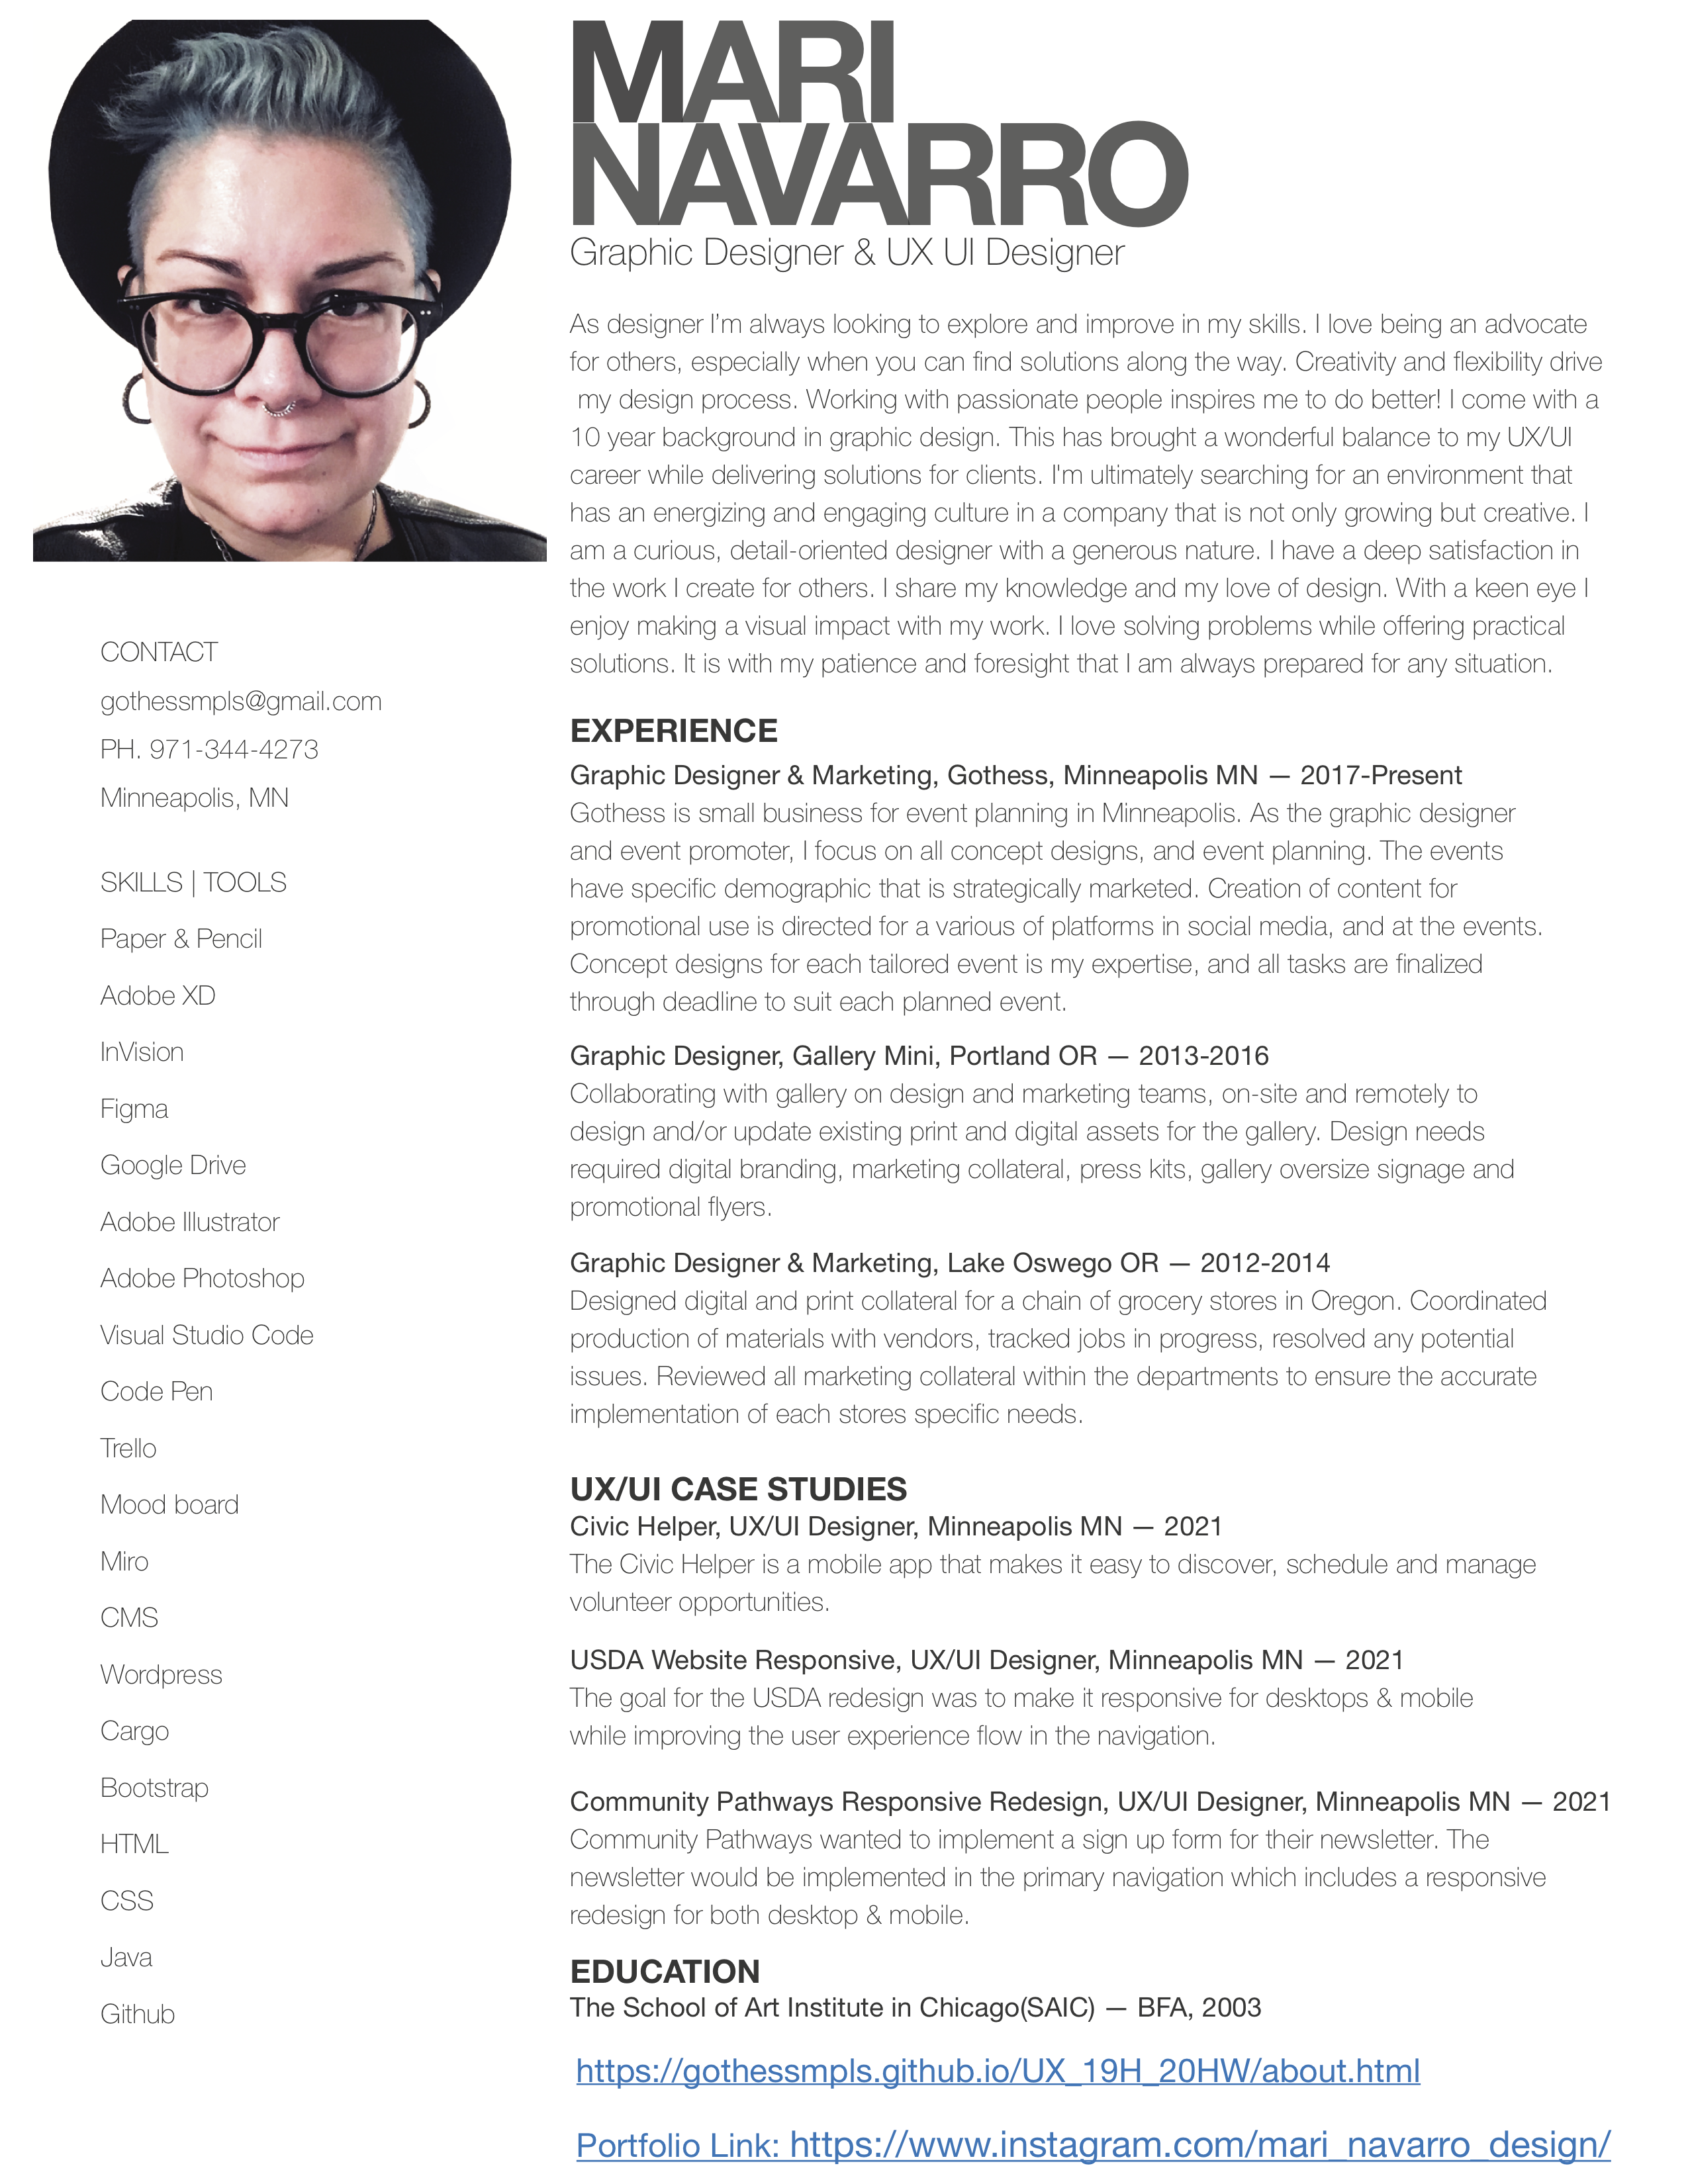 MARI
NAVARRO
Graphic Designer & UX UI Designer
As designer I'm always looking to explore and improve in my skills. I love being an advocate
for others, especially when you can find solutions along the way. Creativity and flexibility drive
my design process. Working with passionate people inspires me to do better! I come with a
10 year background in graphic design. This has brought a wonderful balance to my UX/UI
career while delivering solutions for clients. I'm ultimately searching for an environment that
has an energizing and engaging culture in a company that is not only growing but creative. I
am a curious, detail-oriented designer with a generous nature. I have a deep satisfaction in
the work I create for others. I share my knowledge and my love of design. With a keen eye I
enjoy making a visual impact with my work. I love solving problems while offering practical
solutions. It is with my patience and foresight that I am always prepared for any situation.
CONTACT
gothessmpls@gmail.com
PH. 971-344-4273
Minneapolis, MN
SKILLS | TOOLS
Paper & Pencil
Adobe XD
InVision
Figma
Google Drive
Adobe Illustrator
Adobe Photoshop
Visual Studio Code
Code Pen
Trello
Mood board
Miro
CMS
Wordpress
Cargo
Bootstrap
HTML
CSS
Java
Github
EXPERIENCE
Graphic Designer & Marketing, Gothess, Minneapolis MN — 2017-Present
Gothess is small business for event planning in Minneapolis. As the graphic designer
and event promoter, I focus on all concept designs, and event planning. The events
have specific demographic that is strategically marketed. Creation of content for
promotional use is directed for a various of platforms in social media, and at the events.
Concept designs for each tailored event is my expertise, and all tasks are finalized
through deadline to suit each planned event.
Graphic Designer, Gallery Mini, Portland OR — 2013-2016
Collaborating with gallery on design and marketing teams, on-site and remotely to
design and/or update existing print and digital assets for the gallery. Design needs
required digital branding, marketing collateral, press kits, gallery oversize signage and
promotional flyers.
Graphic Designer & Marketing, Lake Oswego OR — 2012-2014
Designed digital and print collateral for a chain of grocery stores in Oregon. Coordinated
production of materials with vendors, tracked jobs in progress, resolved any potential
issues. Reviewed all marketing collateral within the departments to ensure the accurate
implementation of each stores specific needs.
UX/UI CASE STUDIES
Civic Helper, UX/UI Designer, Minneapolis MN — 2021
The Civic Helper is a mobile app that makes it easy to discover, schedule and manage
volunteer opportunities.
USDA Website Responsive, UX/UI Designer, Minneapolis MN — 2021
The goal for the USDA redesign was to make it responsive for desktops & mobile
while improving the user experience flow in the navigation.
Community Pathways Responsive Redesign, UX/UI Designer, Minneapolis MN — 2021
Community Pathways wanted to implement a sign up form for their newsletter. The
newsletter would be implemented in the primary navigation which includes a responsive
redesign for both desktop & mobile.
EDUCATION
The School of Art Institute in Chicago(SAIC) — BFA, 2003
https://gothessmpls.github.io/UX_19H_20HW/about.html
Portfolio Link: https://www.instagram.com/mari_navarro_design/